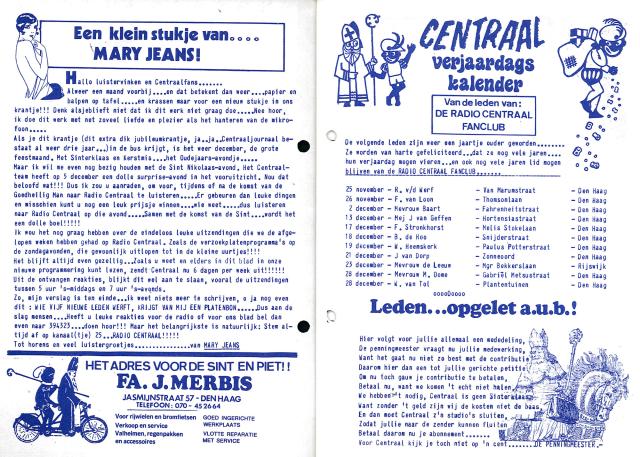 Een klein stukje van....
MARY JEANS!
Hallo luistervinken en Centraalfans.......
Alweer een maand voorbij....en dat betekent dan weer....papier en
balpen op tafel....en krassen maar voor een nieuw stukje in ons
krantje!!! Denk alsjeblieft niet dat ik dit werk niet graag doe....Nee, hoor
ik doe dit werk met net zoveel liefde en plezier als het hanteren van de mikro-
foon.....
Als je dit krantje (dit extra dik jubileumkrantje, ja..ja..Centraaljournaal be-
staat al weer drie jaar)...in de bus krijgt, is het weer december, de grote
feestmaand. Met Sinterklaas en kerstmis....het Oudejaars-avondje.....
Maar ik wil me even nog bezig houden met de Sint Nikolaas-avond. Het Centraal-
team heeft op 5 december een dolle surprise-avond in het vooruitzicht. Nou dat
beloofd wat!!! Dus ik zou u aanraden, om voor, tijdens of na de komst van de
Goedheilig Man naar Radio Centraal te luisteren.....Er gebeuren dan leuke dingen
en misschien kunt u nog een leuk prijsje winnen....wie weet.....dus luisteren
naar Radio Centraal op die avond.....Samen met de komst van de Sint....wordt het
een dolle boel!!!!!
Ik wou het nog graag hebben over de eindeloze leuke uitzendingen die we de afge-
lopen weken hebben gehad op Radio Centraal. Zoals de verzoekplatenprogramma's op
de zondagavonden, die gewoonlijk uitlopen tot in de kleine uurtjes!!!!
Het blijft altijd even gezellig...Zoals u weet en elders in dit blad in onze
nieuwe programmering kunt lezen, zendt Centraal nu 6 dagen per week uit!!!!!!
Uit de ontvangen reakties, blijkt dit wel aan te slaan, vooral de uitzendingen
tussen 5 uur 's-middags en 7 uur 's-avonds.
Zo, mijn verslag is ten einde...ik weet niets meer te schrijven, o ja nog even
dit : WIE VIJF NIEUWE LEDEN WERFT, KRIJGT VAN MIJ EEN PLATENBON.....Dus aan de
slag mensen....Heeft u leuke reakties voor de radio of voor ons blad bel dan
even naar 394323....doen hoor!!! Maar het belangrijkste is natuurlijk: Stem al-
tijd af op kanaal(tje) 25...RADIO CENTRAAL!!!!!
Tot horens en veel luistergroetjes...............van MARY JEANS
HET ADRES VOOR DE SINT EN PIET!!
FA. J. MERBIS
JASMIJNSTRAAT 57 - DEN HAAG
TELEFOON: 070 - 45 26 64
Voor rijwielen en bromfietsen
Verkoop en service
Valhelmen, regenpakken
en accessoires
GOED INGERICHTE
WERKPLAATS
VLOTTE REPARATIE
MET SERVICE
CENTRAAL
verjaardags
kalender
Van de leden van:
DE RADIO CENTRAAL
FANCLUB
De volgende leden zijn weer een jaartje ouder geworden........
Ze worden van harte gefeliciteerd...dat ze nog vele jaren....
hun verjaardag mogen vieren...en ook nog vele jaren lid mogen
blijven van de RADIO CENTRAAL FANCLUB......
25 november – R. v/d Werf – Van Marumstraat – Den Haag
26 november – F. van Loon – Thomsonlaan – Den Haag
2 december – Mevrouw Baart – Fahrenheitstraat – Den Haag
13 december – Mej J van Geffen – Hortensiastraat – Den Haag
17 december – F. Stronkhorst – Melis Stokelaan – Den Haag
18 december – B. de Hoo – Snijderstraat – Den Haag
19 december – W. Heemskerk – Paulus Potterstraat – Den Haag
21 december – J van Dorp – Zonneoord – Den Haag
23 december – Mevrouw de Leeuw – Mgr Bekkerslaan – Rijswijk
28 december – Mevrouw M. Dome – Gabriël Metsustraat – Den Haag
28 december – W. van Tol – Plantentuinen – Den Haag
ooooOoooo
Leden...opgelet a.u.b.!
Hier volgt voor jullie allemaal een mededeling,
De penningmeester vraagt nu jullie medewerking,
Want het gaat nu niet zo best met de contributie
Daarom hier dan een tot jullie gerichte petitie
Om nu toch gauw je contributie te betalen,
Betaal nu, want we komen 't echt niet halen,
We hebben 't nodig, Centraal is geen Sinterklaas
Want zonder 't geld zijn wij de kosten niet de baas
En dan moet Centraal z'n studio's sluiten,
Zodat jullie maar de zender kunnen fluiten
Betaal daarom nu je abonnement.......
Voor Centraal kijk je toch niet op 'n cent.....DE PENNINGMEESTER.-